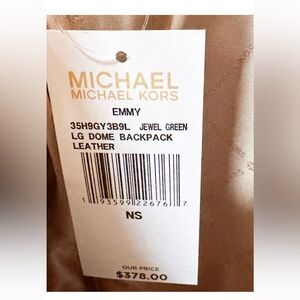 MICHAEL
MICHAEL KORS
EMMY
35H9GY3B9L JEWEL GREEN
LG DOME BACKPACK
LEATHER
1 93599 22676 7
NS
OUR PRICE
$378.00